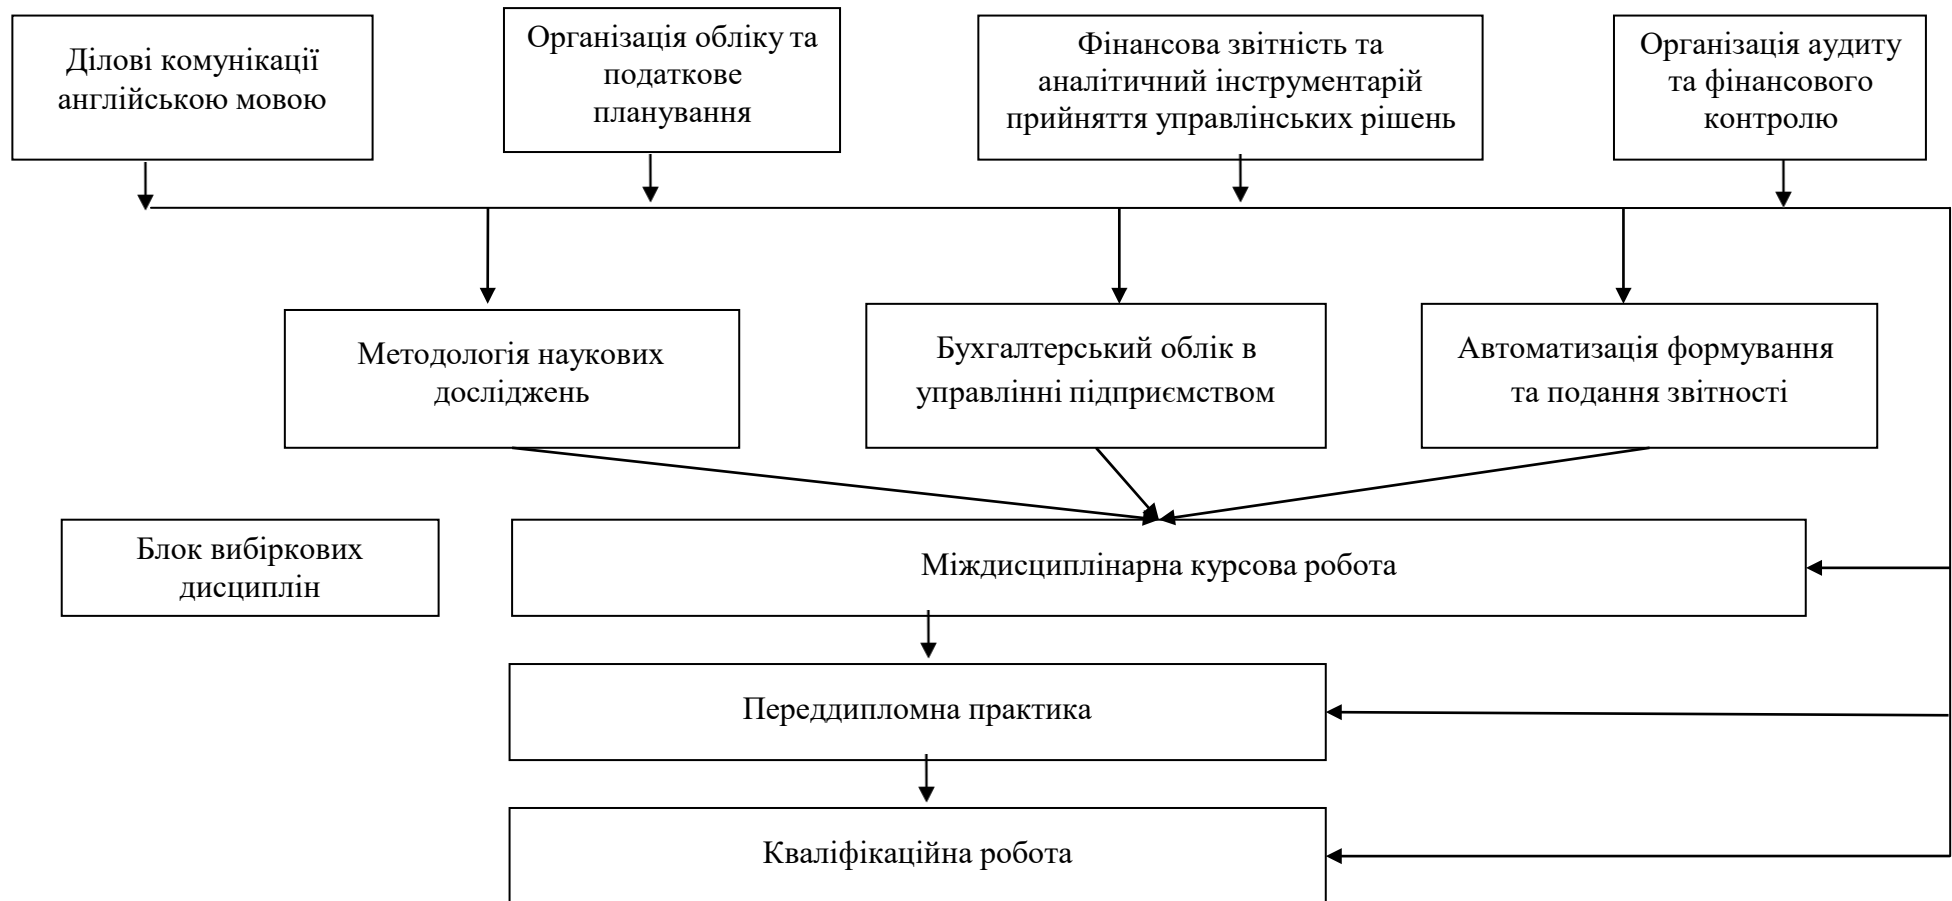 Ділові комунікації
англійською мовою
Організація обліку та
податкове
планування
Фінансова звітність та
аналітичний інструментарій
прийняття управлінських рішень
Організація аудиту
та фінансового
контролю
Методологія наукових
досліджень
Бухгалтерський облік в
управлінні підприємством
Автоматизація формування
та подання звітності
Блок вибіркових
дисциплін
Міждисциплінарна курсова робота
Переддипломна практика
Кваліфікаційна робота